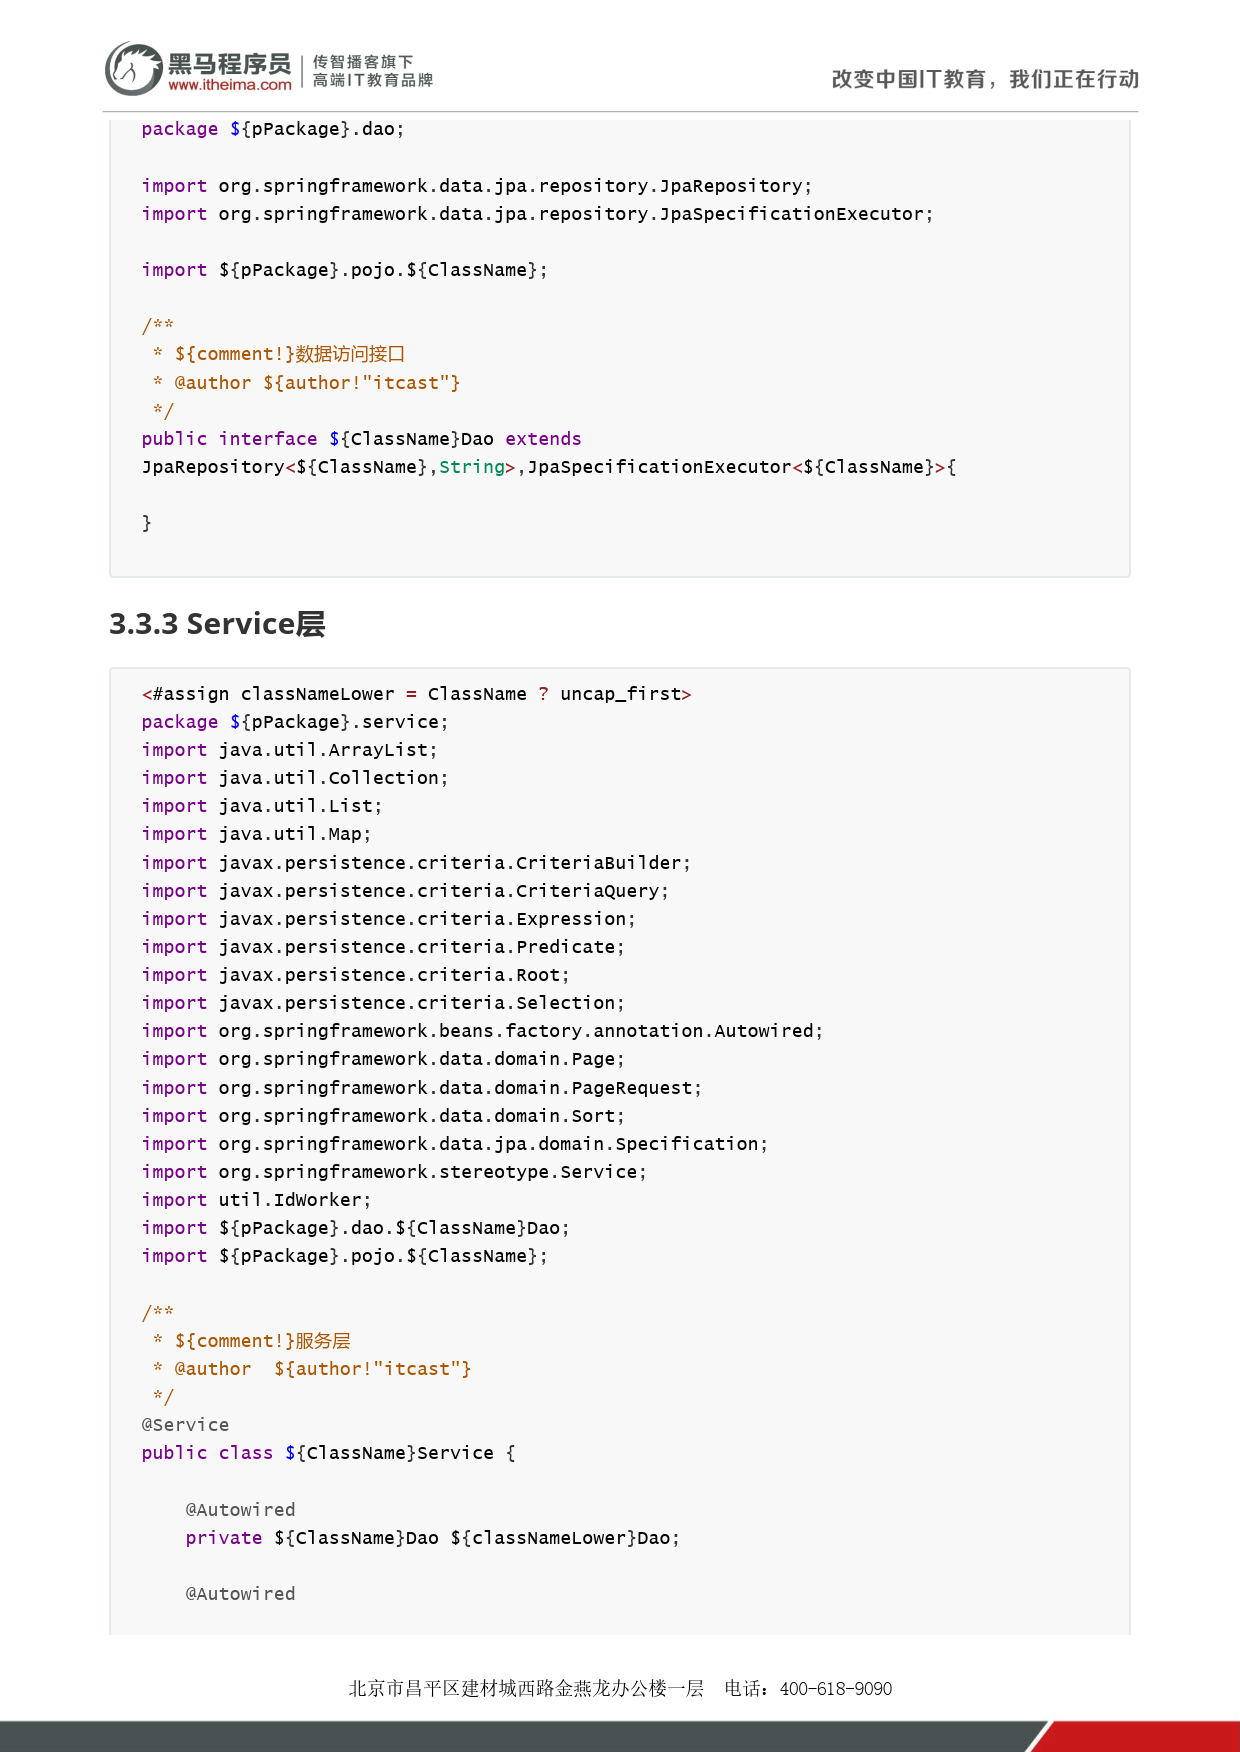 黑马程序员
www.itheima.com
传智播客旗下
高端IT教育品牌
改变中国IT教育，我们正在行动
package ${pPackage}.dao;

import org.springframework.data.jpa.repository.JpaRepository;
import org.springframework.data.jpa.repository.JpaSpecificationExecutor;

import ${pPackage}.pojo.${ClassName};

/**
 * ${comment!}数据访问接口
 * @author ${author!"itcast"}
 */
public interface ${ClassName}Dao extends
JpaRepository<${ClassName},String>,JpaSpecificationExecutor<${ClassName}>{

}

3.3.3 Service层
<#assign classNameLower = ClassName ? uncap_first>
package ${pPackage}.service;
import java.util.ArrayList;
import java.util.Collection;
import java.util.List;
import java.util.Map;
import javax.persistence.criteria.CriteriaBuilder;
import javax.persistence.criteria.CriteriaQuery;
import javax.persistence.criteria.Expression;
import javax.persistence.criteria.Predicate;
import javax.persistence.criteria.Root;
import javax.persistence.criteria.Selection;
import org.springframework.beans.factory.annotation.Autowired;
import org.springframework.data.domain.Page;
import org.springframework.data.domain.PageRequest;
import org.springframework.data.domain.Sort;
import org.springframework.data.jpa.domain.Specification;
import org.springframework.stereotype.Service;
import util.IdWorker;
import ${pPackage}.dao.${ClassName}Dao;
import ${pPackage}.pojo.${ClassName};

/**
 * ${comment!}服务层
 * @author  ${author!"itcast"}
 */
@Service
public class ${ClassName}Service {

    @Autowired
    private ${ClassName}Dao ${classNameLower}Dao;

    @Autowired
北京市昌平区建材城西路金燕龙办公楼一层 电话：400-618-9090